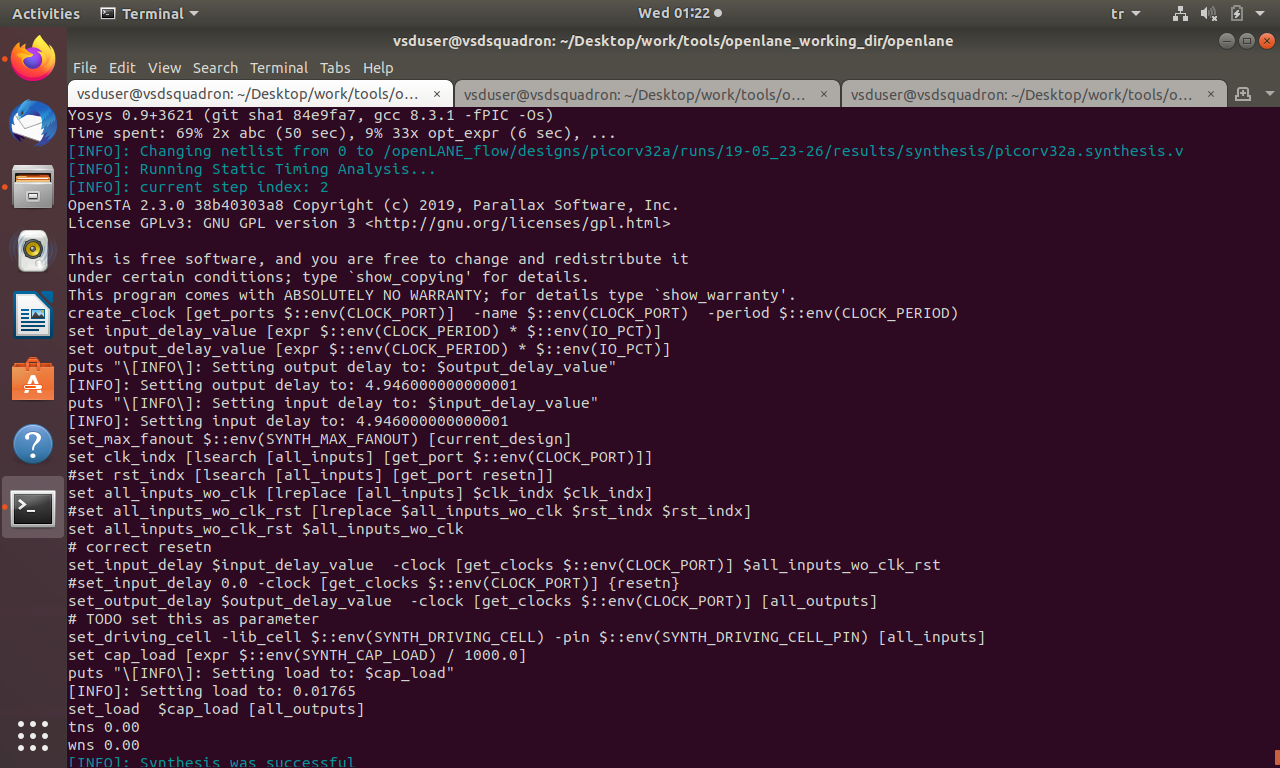 Activities Terminal Wed 01:22 tr
vsduser@vsdsquadron: ~/Desktop/work/tools/openlane_working_dir/openlane
File Edit View Search Terminal Tabs Help
vsduser@vsdsquadron: ~/Desktop/work/tools/o… × vsduser@vsdsquadron: ~/Desktop/work/tools/o… × vsduser@vsdsquadron: ~/Desktop/work/tools/o… ×
Yosys 0.9+3621 (git sha1 84e9fa7, gcc 8.3.1 -fPIC -Os)
Time spent: 69% 2x abc (50 sec), 9% 33x opt_expr (6 sec), ...
[INFO]: Changing netlist from 0 to /openLANE_flow/designs/picorv32a/runs/19-05_23-26/results/synthesis/picorv32a.synthesis.v
[INFO]: Running Static Timing Analysis...
[INFO]: current step index: 2
OpenSTA 2.3.0 38b40303a8 Copyright (c) 2019, Parallax Software, Inc.
License GPLv3: GNU GPL version 3 <http://gnu.org/licenses/gpl.html>

This is free software, and you are free to change and redistribute it
under certain conditions; type `show_copying' for details.
This program comes with ABSOLUTELY NO WARRANTY; for details type `show_warranty'.
create_clock [get_ports $::env(CLOCK_PORT)]  -name $::env(CLOCK_PORT)  -period $::env(CLOCK_PERIOD)
set input_delay_value [expr $::env(CLOCK_PERIOD) * $::env(IO_PCT)]
set output_delay_value [expr $::env(CLOCK_PERIOD) * $::env(IO_PCT)]
puts "\[INFO\]: Setting output delay to: $output_delay_value"
[INFO]: Setting output delay to: 4.946000000000001
puts "\[INFO\]: Setting input delay to: $input_delay_value"
[INFO]: Setting input delay to: 4.946000000000001
set_max_fanout $::env(SYNTH_MAX_FANOUT) [current_design]
set clk_indx [lsearch [all_inputs] [get_port $::env(CLOCK_PORT)]]
#set rst_indx [lsearch [all_inputs] [get_port resetn]]
set all_inputs_wo_clk [lreplace [all_inputs] $clk_indx $clk_indx]
#set all_inputs_wo_clk_rst [lreplace $all_inputs_wo_clk $rst_indx $rst_indx]
set all_inputs_wo_clk_rst $all_inputs_wo_clk
# correct resetn
set_input_delay $input_delay_value  -clock [get_clocks $::env(CLOCK_PORT)] $all_inputs_wo_clk_rst
#set_input_delay 0.0 -clock [get_clocks $::env(CLOCK_PORT)] {resetn}
set_output_delay $output_delay_value  -clock [get_clocks $::env(CLOCK_PORT)] [all_outputs]
# TODO set this as parameter
set_driving_cell -lib_cell $::env(SYNTH_DRIVING_CELL) -pin $::env(SYNTH_DRIVING_CELL_PIN) [all_inputs]
set cap_load [expr $::env(SYNTH_CAP_LOAD) / 1000.0]
puts "\[INFO\]: Setting load to: $cap_load"
[INFO]: Setting load to: 0.01765
set_load  $cap_load [all_outputs]
tns 0.00
wns 0.00
[INFO]: Synthesis was successful